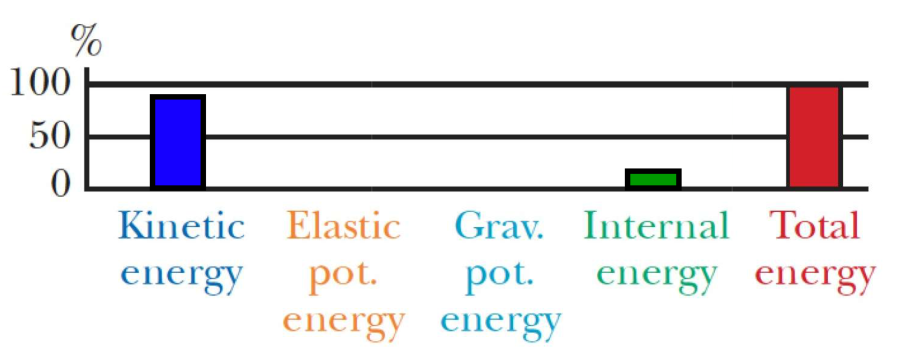 %
100
50
0
Kinetic energy
Elastic pot. energy
Grav. pot. energy
Internal energy
Total energy